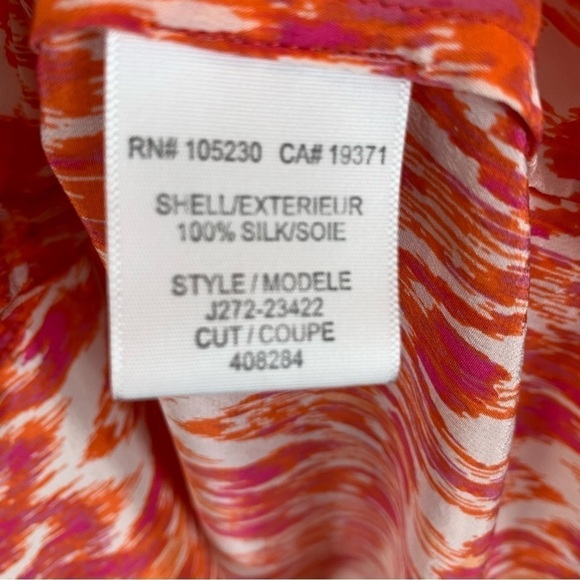 RN# 105230 CA# 19371
SHELL/EXTERIEUR
100% SILK/SOIE
STYLE / MODELE
J272-23422
CUT / COUPE
408284